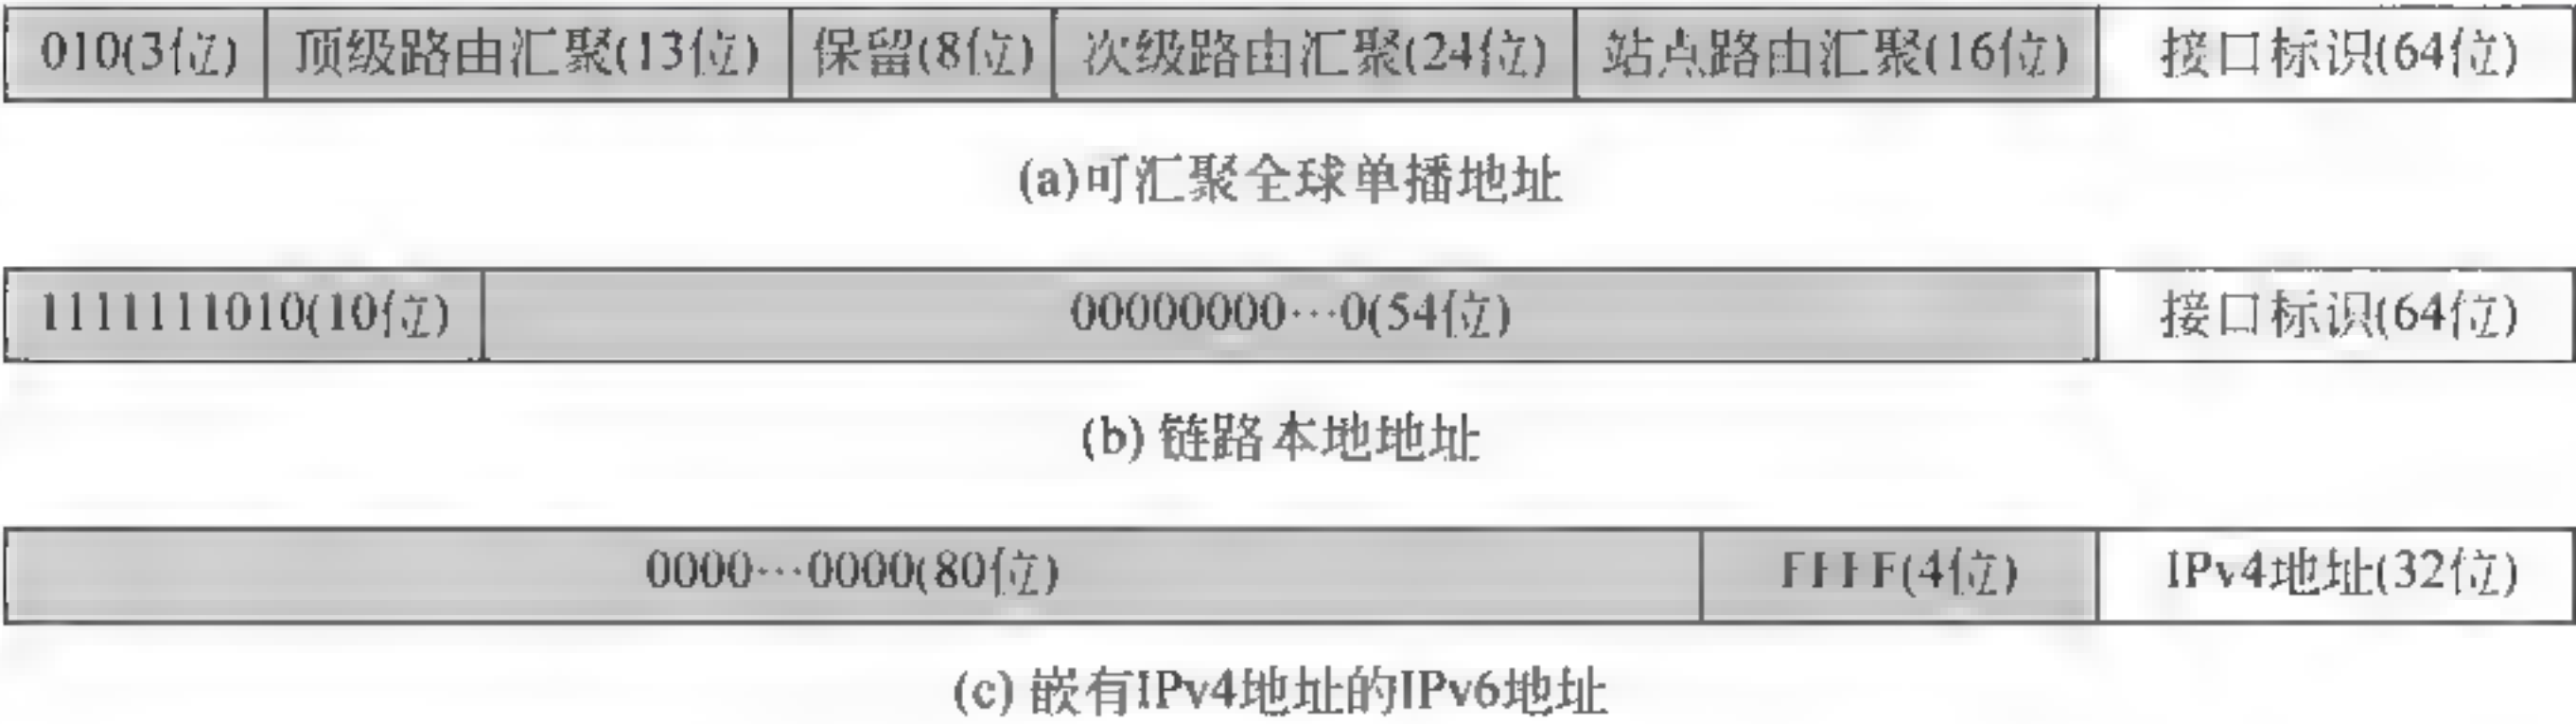 010(3位) 顶级路由汇聚(13位) 保留(8位) 次级路由汇聚(24位) 站点路由汇聚(16位) 接口标识(64位)
(a)可汇聚全球单播地址
1111111010(10位) 00000000···0(54位) 接口标识(64位)
(b) 链路本地地址
0000···0000(80位) FFFF(4位) IPv4地址(32位)
(c) 嵌有IPv4地址的IPv6地址